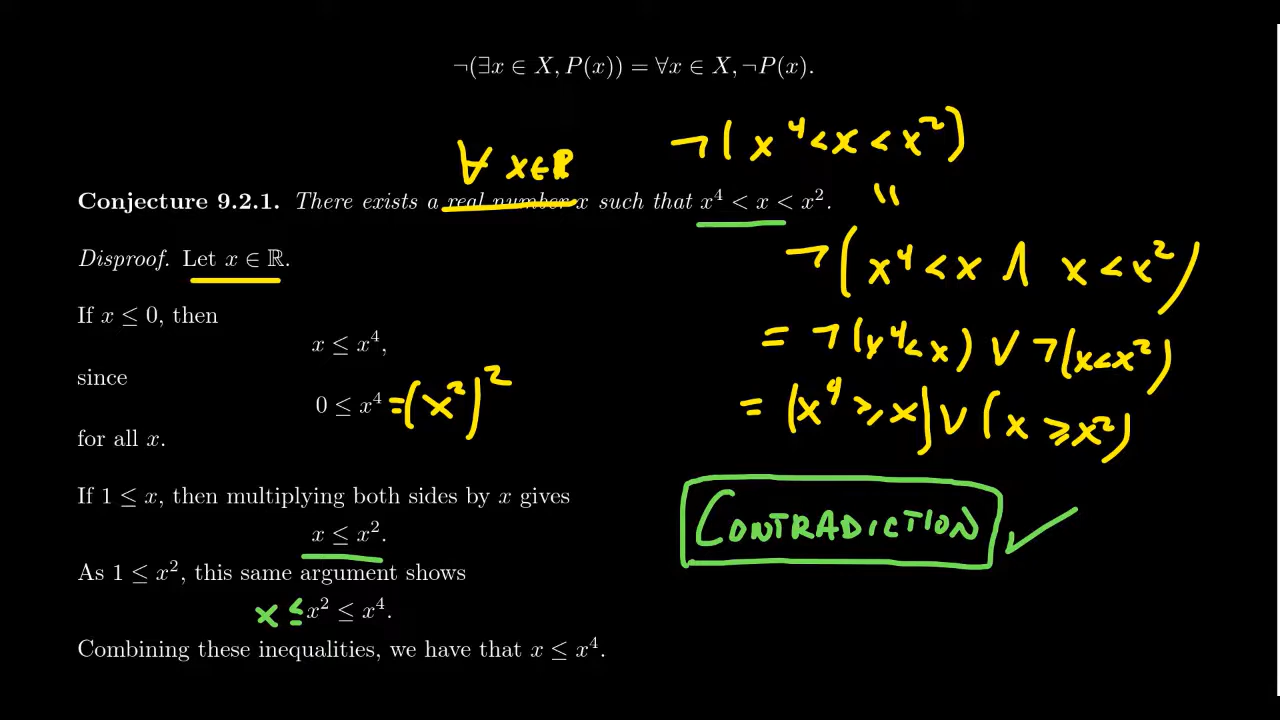 ¬(∃x ∈ X, P(x)) = ∀x ∈ X, ¬P(x).
¬(x⁴<x<x²)
∀ x∈ℝ
Conjecture 9.2.1. There exists a real number x such that x⁴ < x < x².
=
Disproof. Let x ∈ ℝ.
¬(x⁴<x ∧ x<x²)
If x ≤ 0, then
x ≤ x⁴,
= ¬(x⁴<x) ∨ ¬(x<x²)
since
0 ≤ x⁴ =(x²)²
= (x⁴ ≥ x) ∨ (x ≥ x²)
for all x.
If 1 ≤ x, then multiplying both sides by x gives
CONTRADICTION ✓
x ≤ x².
As 1 ≤ x², this same argument shows
x ≤ x² ≤ x⁴.
Combining these inequalities, we have that x ≤ x⁴.